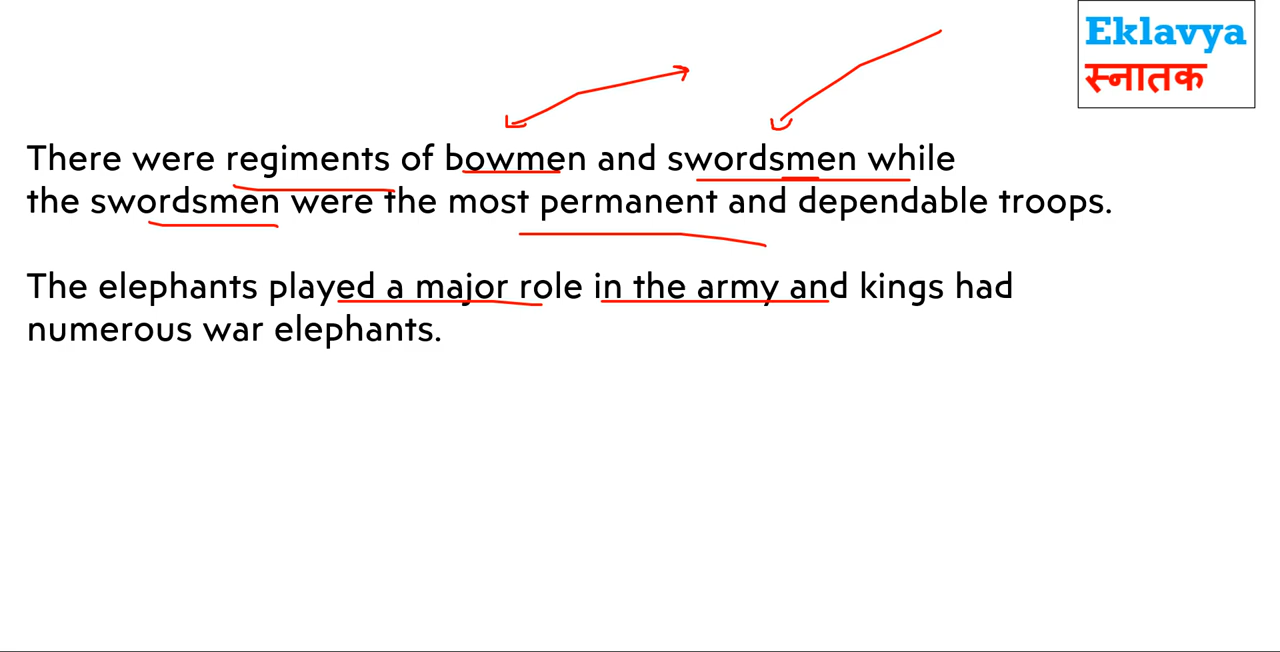 Eklavya
स्नातक
There were regiments of bowmen and swordsmen while
the swordsmen were the most permanent and dependable troops.
The elephants played a major role in the army and kings had
numerous war elephants.